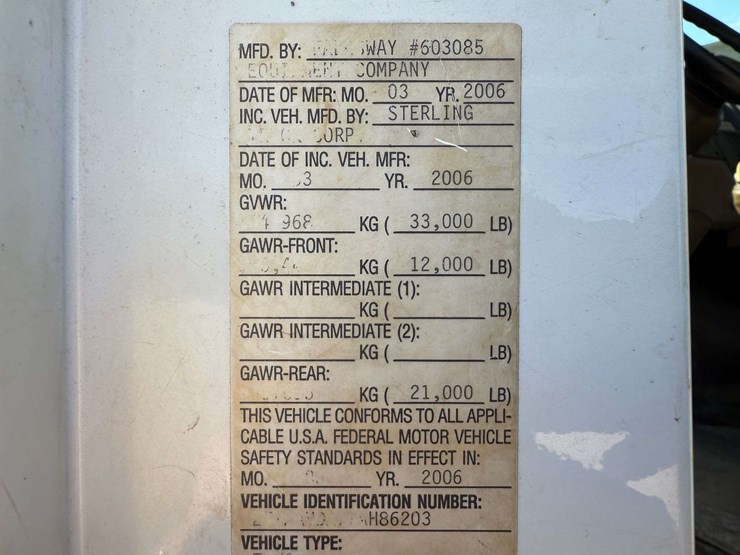 MFD. BY: #603085
COMPANY
DATE OF MFR: MO. 03 YR. 2006
INC. VEH. MFD. BY: STERLING
CORP
DATE OF INC. VEH. MFR:
MO. YR. 2006
GVWR:
KG ( 33,000 LB)
GAWR-FRONT:
KG ( 12,000 LB)
GAWR INTERMEDIATE (1):
KG ( LB)
GAWR INTERMEDIATE (2):
KG ( LB)
GAWR-REAR:
KG ( 21,000 LB)
THIS VEHICLE CONFORMS TO ALL APPLI-
CABLE U.S.A. FEDERAL MOTOR VEHICLE
SAFETY STANDARDS IN EFFECT IN:
MO. YR. 2006
VEHICLE IDENTIFICATION NUMBER:
VEHICLE TYPE: